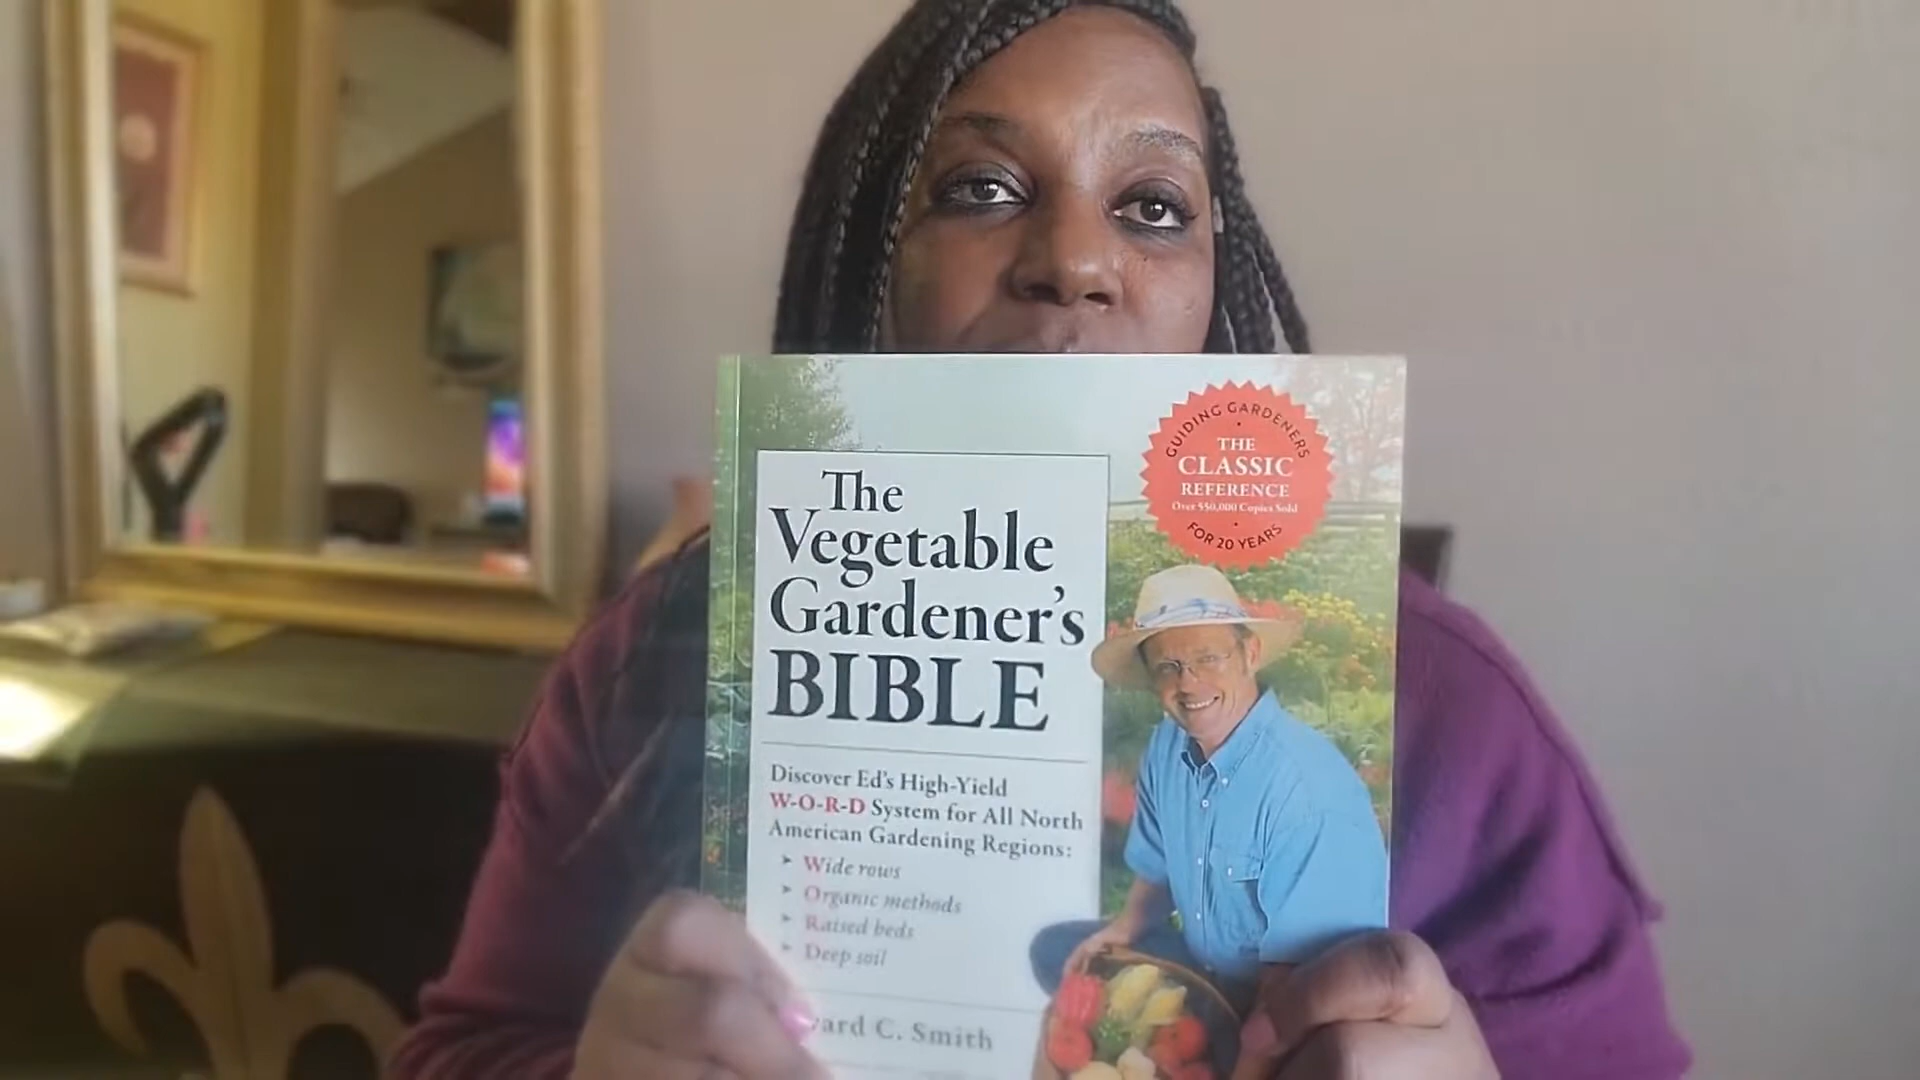 GUIDING GARDENERS
THE
CLASSIC
REFERENCE
Over 550,000 Copies Sold
FOR 20 YEARS
The
Vegetable
Gardener's
BIBLE
Discover Ed's High-Yield
W-O-R-D System for All North
American Gardening Regions:
Wide rows
Organic methods
Raised beds
Deep soil
ward C. Smith